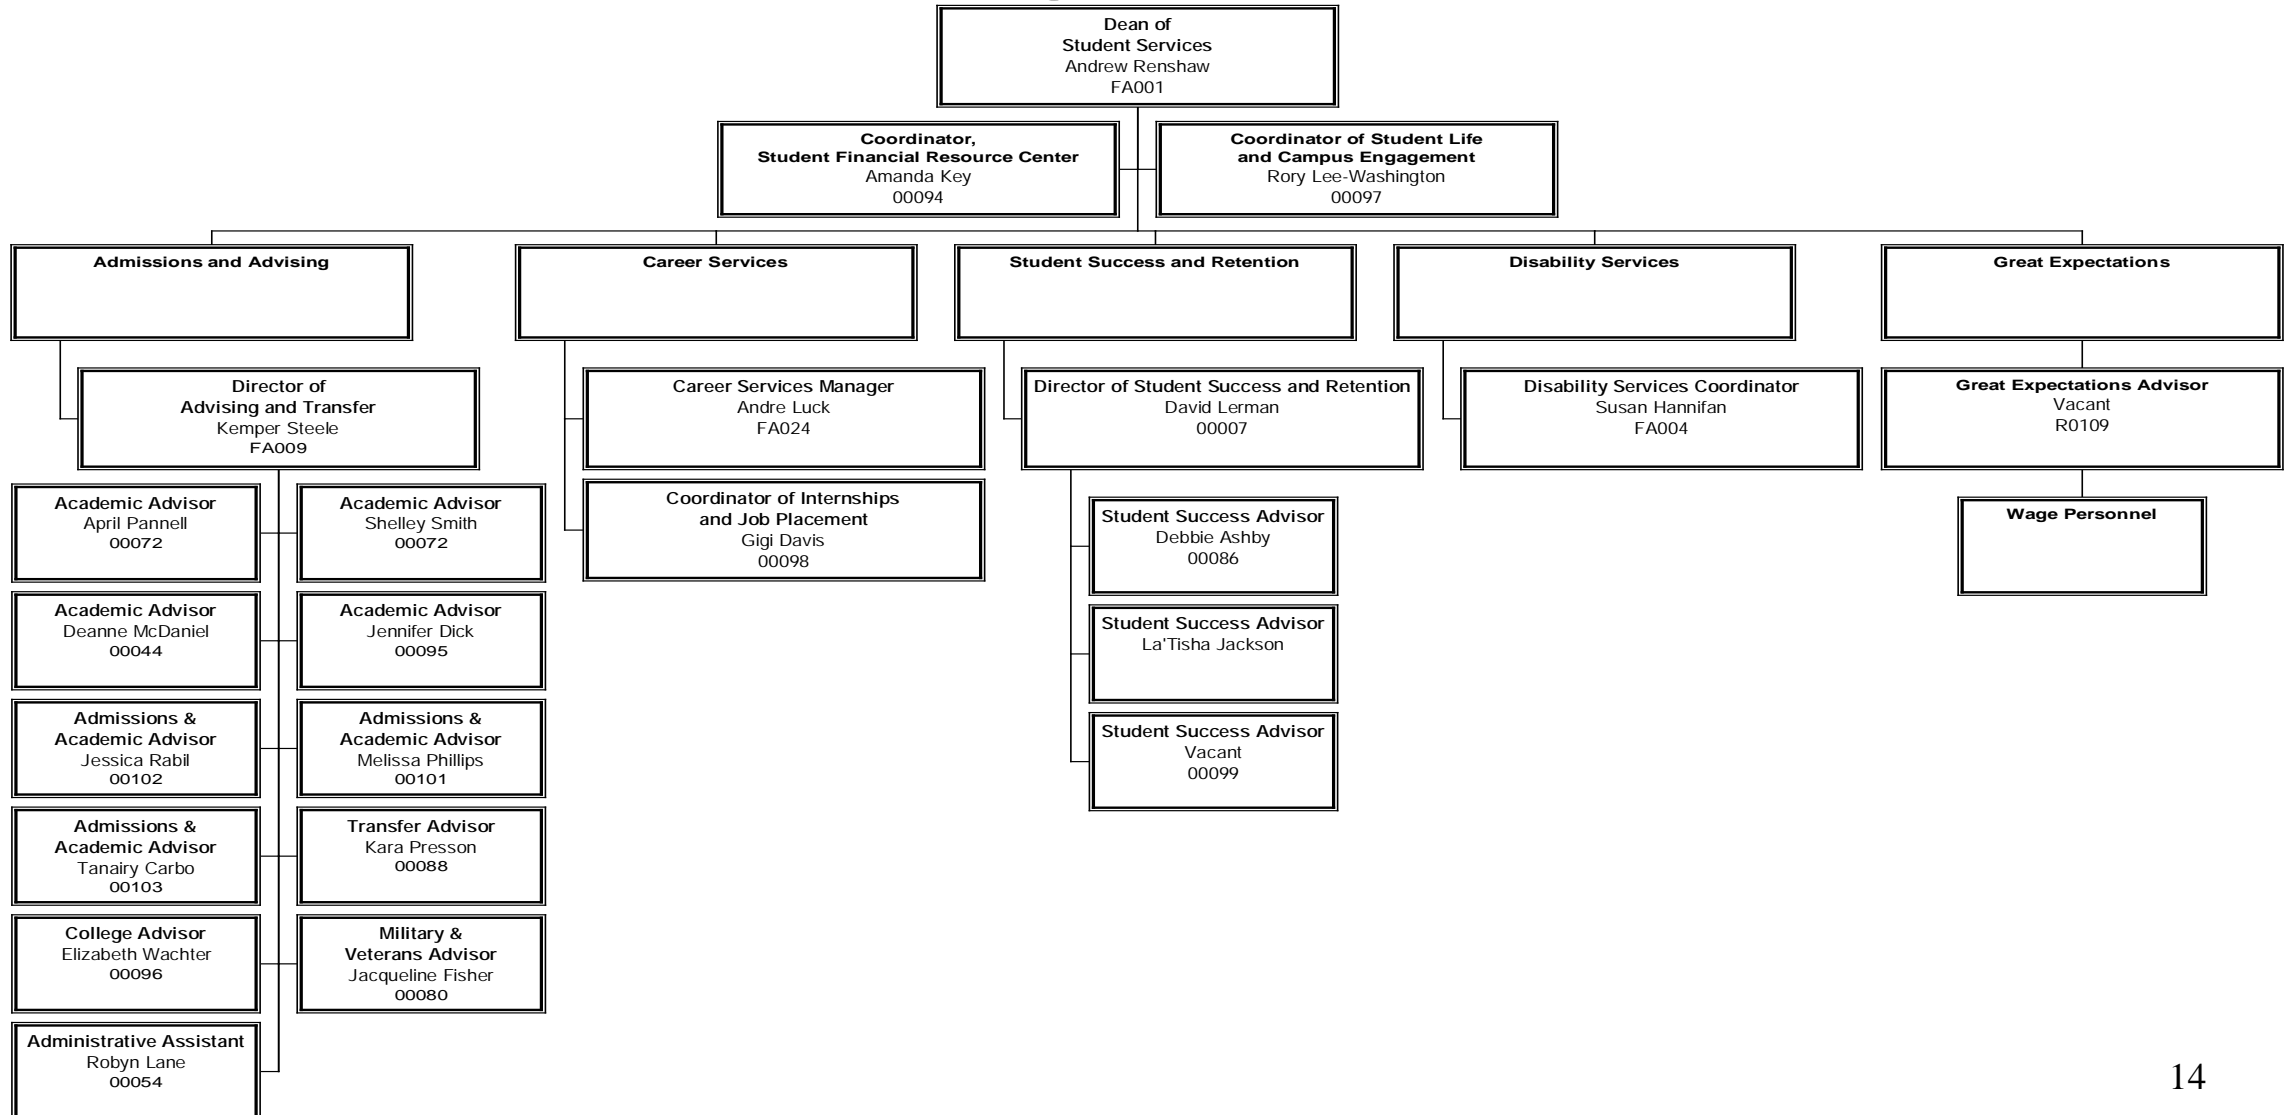 Dean of
Student Services
Andrew Renshaw
FA001
Coordinator,
Student Financial Resource Center
Amanda Key
00094
Coordinator of Student Life
and Campus Engagement
Rory Lee-Washington
00097
Admissions and Advising
Career Services
Student Success and Retention
Disability Services
Great Expectations
Director of
Advising and Transfer
Kemper Steele
FA009
Career Services Manager
Andre Luck
FA024
Director of Student Success and Retention
David Lerman
00007
Disability Services Coordinator
Susan Hannifan
FA004
Great Expectations Advisor
Vacant
R0109
Academic Advisor
April Pannell
00072
Academic Advisor
Shelley Smith
00072
Coordinator of Internships
and Job Placement
Gigi Davis
00098
Student Success Advisor
Debbie Ashby
00086
Wage Personnel
Academic Advisor
Deanne McDaniel
00044
Academic Advisor
Jennifer Dick
00095
Student Success Advisor
La'Tisha Jackson
Admissions &
Academic Advisor
Jessica Rabil
00102
Admissions &
Academic Advisor
Melissa Phillips
00101
Student Success Advisor
Vacant
00099
Admissions &
Academic Advisor
Tanairy Carbo
00103
Transfer Advisor
Kara Presson
00088
College Advisor
Elizabeth Wachter
00096
Military &
Veterans Advisor
Jacqueline Fisher
00080
Administrative Assistant
Robyn Lane
00054
14